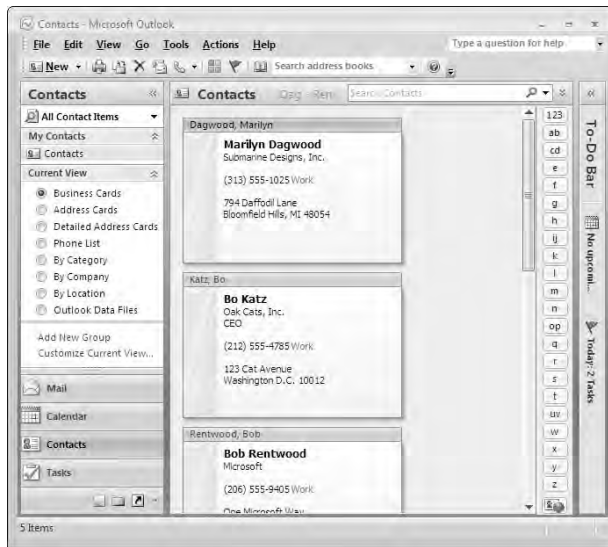 Contacts - Microsoft Outlook
File Edit View Go Tools Actions Help
Type a question for help
New
Search address books
Contacts
All Contact Items
My Contacts
Contacts
Current View
Business Cards
Address Cards
Detailed Address Cards
Phone List
By Category
By Company
By Location
Outlook Data Files
Add New Group
Customize Current View...
Mail
Calendar
Contacts
Tasks
5 Items
Contacts
Search Contacts
Dagwood, Marilyn
Marilyn Dagwood
Submarine Designs, Inc.
(313) 555-1025 Work
794 Daffodil Lane
Bloomfield Hills, MI 48054
Katz, Bo
Bo Katz
Oak Cats, Inc.
CEO
(212) 555-4785 Work
123 Cat Avenue
Washington D.C. 10012
Rentwood, Bob
Bob Rentwood
Microsoft
(206) 555-9405 Work
One Microsoft Way
123
ab
cd
e
f
g
h
ij
k
l
m
n
op
q
r
s
t
uv
w
x
y
z
To-Do Bar
No upcomi...
Today: 2 Tasks